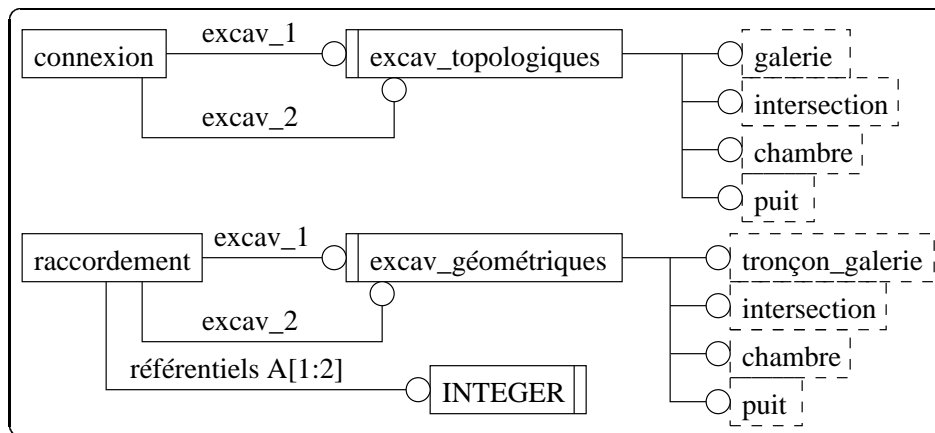 excav_1
connexion
excav_topologiques
galerie
excav_2
intersection
chambre
puit
excav_1
raccordement
excav_géométriques
tronçon_galerie
excav_2
intersection
référentiels A[1:2]
chambre
INTEGER
puit